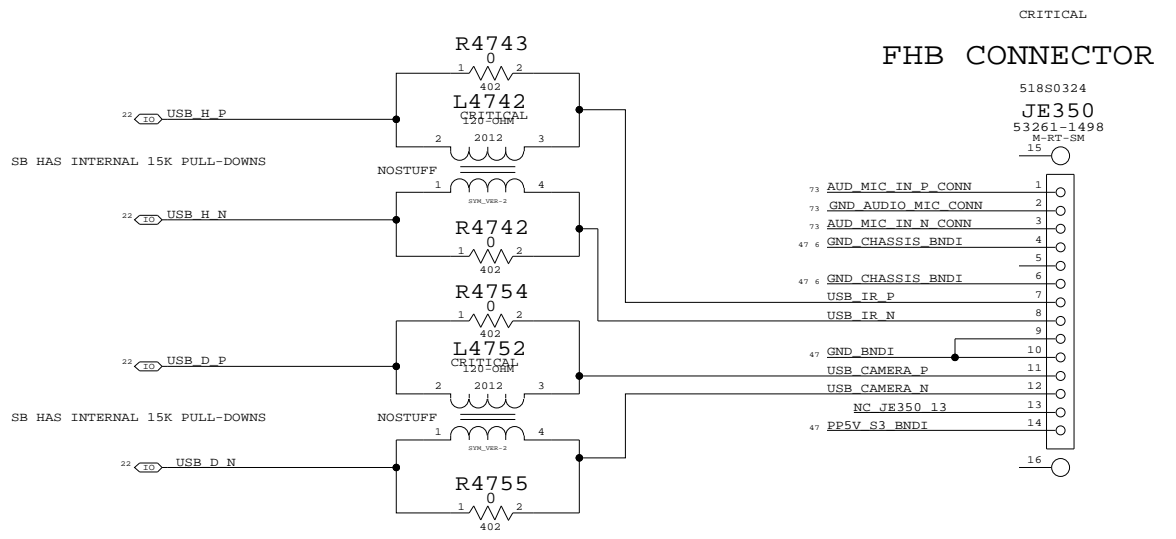 CRITICAL
FHB CONNECTOR
518S0324
JE350
53261-1498
M-RT-SM
R4743
0
1 2
402
L4742
CRITICAL
120-OHM
2 2012 3
22 IO USB_H_P
SB HAS INTERNAL 15K PULL-DOWNS
NOSTUFF
1 4
SYM_VER-2
22 IO USB_H_N
R4742
0
1 2
402
R4754
0
1 2
402
L4752
CRITICAL
120-OHM
2 2012 3
22 IO USB_D_P
SB HAS INTERNAL 15K PULL-DOWNS
NOSTUFF
1 4
SYM_VER-2
22 IO USB_D_N
R4755
0
1 2
402
15
73 AUD_MIC_IN_P_CONN 1
73 GND_AUDIO_MIC_CONN 2
73 AUD_MIC_IN_N_CONN 3
47 6 GND_CHASSIS_BNDI 4
5
47 6 GND_CHASSIS_BNDI 6
USB_IR_P 7
USB_IR_N 8
9
47 GND_BNDI 10
USB_CAMERA_P 11
USB_CAMERA_N 12
NC_JE350_13 13
47 PP5V_S3_BNDI 14
16